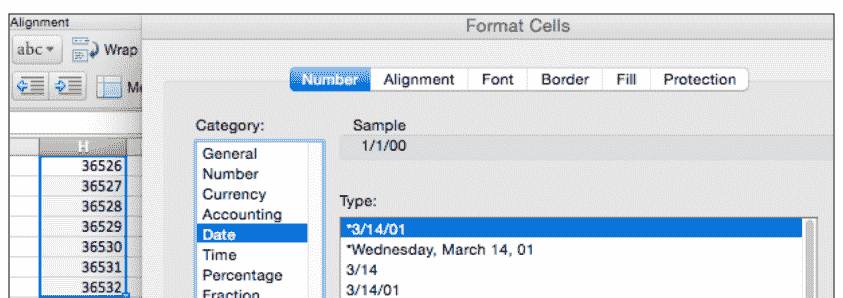 Alignment
Format Cells
abc
Wrap
Number Alignment Font Border Fill Protection
Category:
Sample
1/1/00
H
36526
36527
36528
36529
36530
36531
36532
General
Number
Currency
Accounting
Date
Time
Percentage
Fraction
Type:
*3/14/01
*Wednesday, March 14, 01
3/14
3/14/01